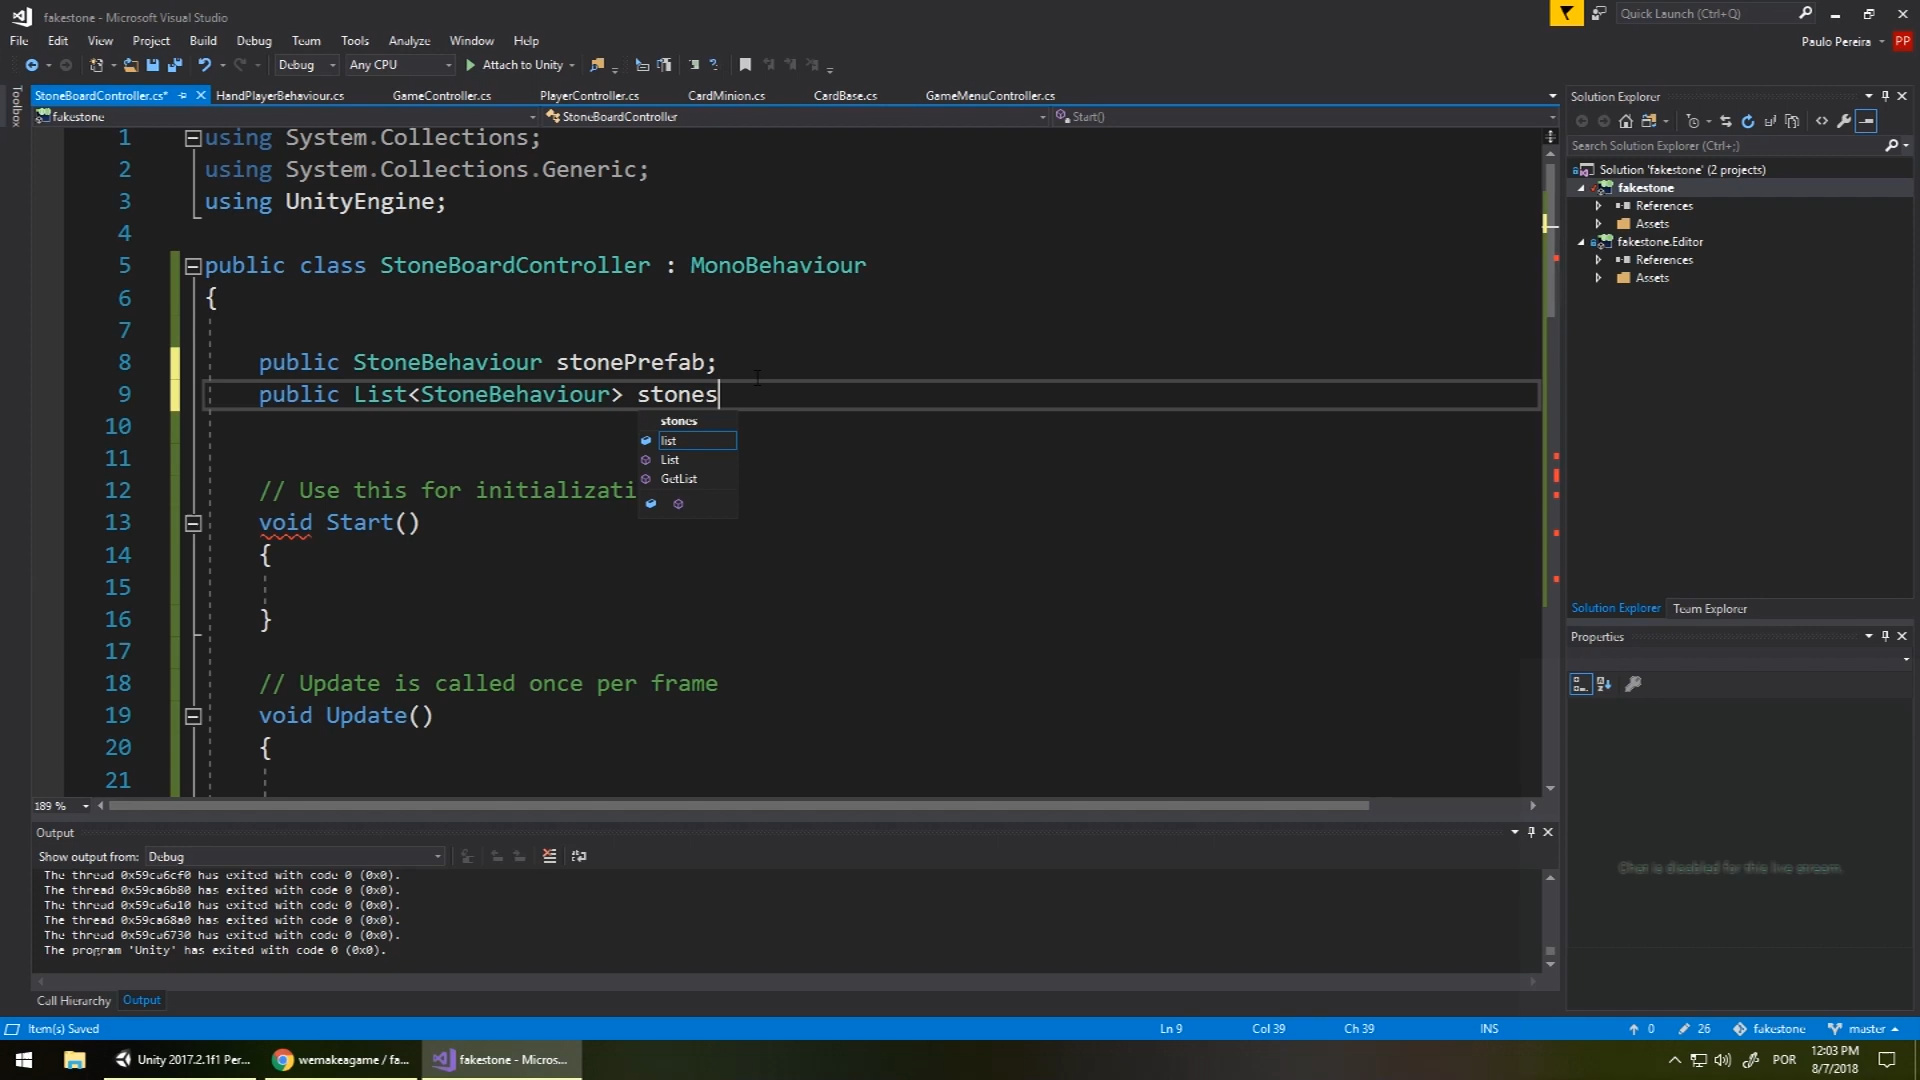 fakestone - Microsoft Visual Studio
Quick Launch (Ctrl+Q)
File Edit View Project Build Debug Team Tools Analyze Window Help
Paulo Pereira PP
Debug Any CPU Attach to Unity
Toolbox
StoneBoardController.cs* HandPlayerBehaviour.cs GameController.cs PlayerController.cs CardMinion.cs CardBase.cs GameMenuController.cs
fakestone StoneBoardController Start()
1 using System.Collections;
2 using System.Collections.Generic;
3 using UnityEngine;
4
5 public class StoneBoardController : MonoBehaviour
6 {
7
8 public StoneBehaviour stonePrefab;
9 public List<StoneBehaviour> stones
10
11
12 // Use this for initializati
13 void Start()
14 {
15
16 }
17
18 // Update is called once per frame
19 void Update()
20 {
21
stones
list
List
GetList
189 %
Output
Show output from: Debug
The thread 0x59ca6cf0 has exited with code 0 (0x0).
The thread 0x59ca6b80 has exited with code 0 (0x0).
The thread 0x59ca6a10 has exited with code 0 (0x0).
The thread 0x59ca68a0 has exited with code 0 (0x0).
The thread 0x59ca6730 has exited with code 0 (0x0).
The program 'Unity' has exited with code 0 (0x0).
Call Hierarchy Output
Solution Explorer
Search Solution Explorer (Ctrl+;)
Solution 'fakestone' (2 projects)
fakestone
References
Assets
fakestone.Editor
References
Assets
Solution Explorer Team Explorer
Properties
Chat is disabled for this live stream.
Item(s) Saved Ln 9 Col 39 Ch 39 INS 0 26 fakestone master
Unity 2017.2.1f1 Per... wemakeagame / fa... fakestone - Micros...
POR 12:03 PM
8/7/2018